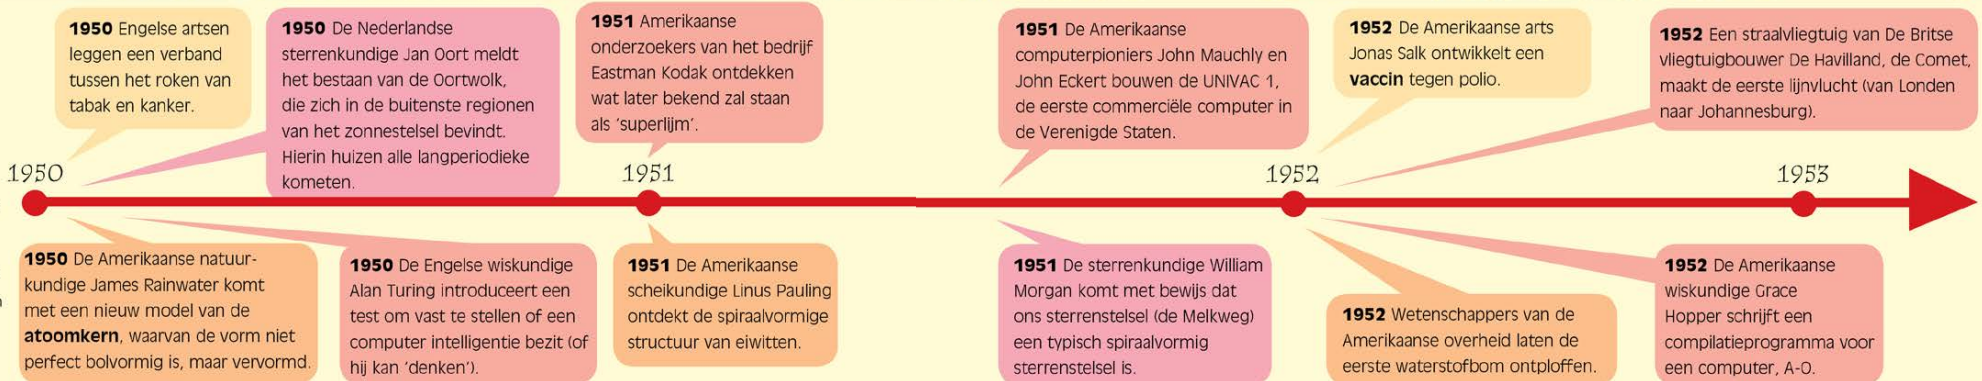 1950 Engelse artsen
leggen een verband
tussen het roken van
tabak en kanker.
1950 De Nederlandse
sterrenkundige Jan Oort meldt
het bestaan van de Oortwolk,
die zich in de buitenste regionen
van het zonnestelsel bevindt.
Hierin huizen alle langperiodieke
kometen.
1951 Amerikaanse
onderzoekers van het bedrijf
Eastman Kodak ontdekken
wat later bekend zal staan
als ‘superlijm’.
1951 De Amerikaanse
computerpioniers John Mauchly en
John Eckert bouwen de UNIVAC 1,
de eerste commerciële computer in
de Verenigde Staten.
1952 De Amerikaanse arts
Jonas Salk ontwikkelt een
vaccin tegen polio.
1952 Een straalvliegtuig van De Britse
vliegtuigbouwer De Havilland, de Comet,
maakt de eerste lijnvlucht (van Londen
naar Johannesburg).
1950
1951
1952
1953
1950 De Amerikaanse natuur-
kundige James Rainwater komt
met een nieuw model van de
atoomkern, waarvan de vorm niet
perfect bolvormig is, maar vervormd.
1950 De Engelse wiskundige
Alan Turing introduceert een
test om vast te stellen of een
computer intelligentie bezit (of
hij kan ‘denken’).
1951 De Amerikaanse
scheikundige Linus Pauling
ontdekt de spiraalvormige
structuur van eiwitten.
1951 De sterrenkundige William
Morgan komt met bewijs dat
ons sterrenstelsel (de Melkweg)
een typisch spiraalvormig
sterrenstelsel is.
1952 Wetenschappers van de
Amerikaanse overheid laten de
eerste waterstofbom ontploffen.
1952 De Amerikaanse
wiskundige Grace
Hopper schrijft een
compilatieprogramma voor
een computer, A-O.